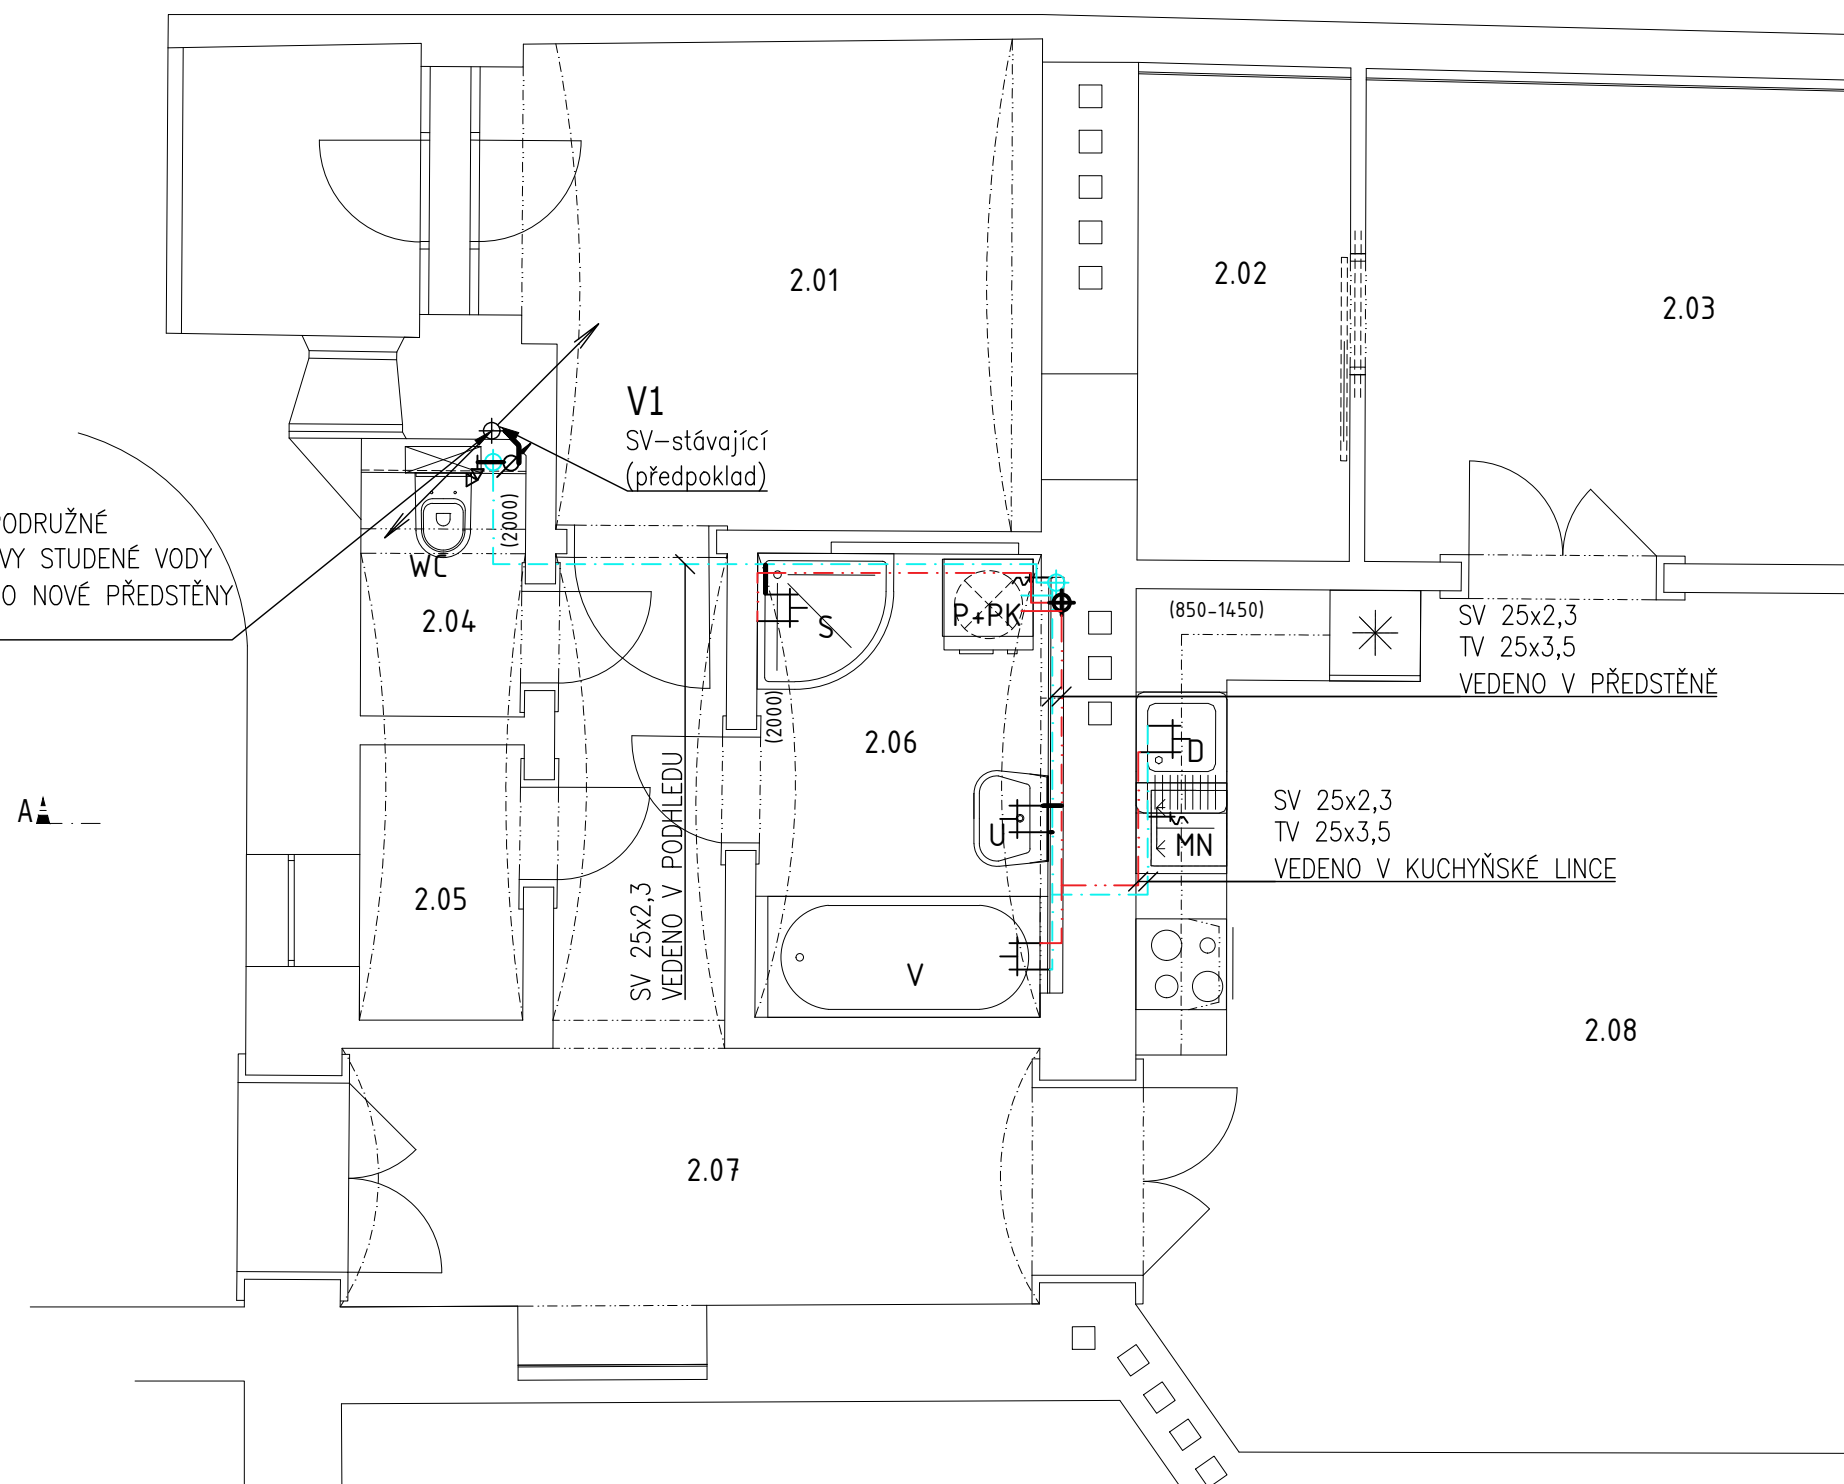 2.01
2.02
2.03
V1
SV-stávající
(předpoklad)
(2000)
VY STUDENÉ VODY
O NOVÉ PŘEDSTĚNY
WC
2.04
S
P+PK
(850-1450)
SV 25x2,3
TV 25x3,5
VEDENO V PŘEDSTĚNĚ
(2000)
2.06
D
A
SV 25x2,3
VEDENO V PODHLEDU
U
MN
SV 25x2,3
TV 25x3,5
VEDENO V KUCHYŇSKÉ LINCE
2.05
V
2.08
2.07